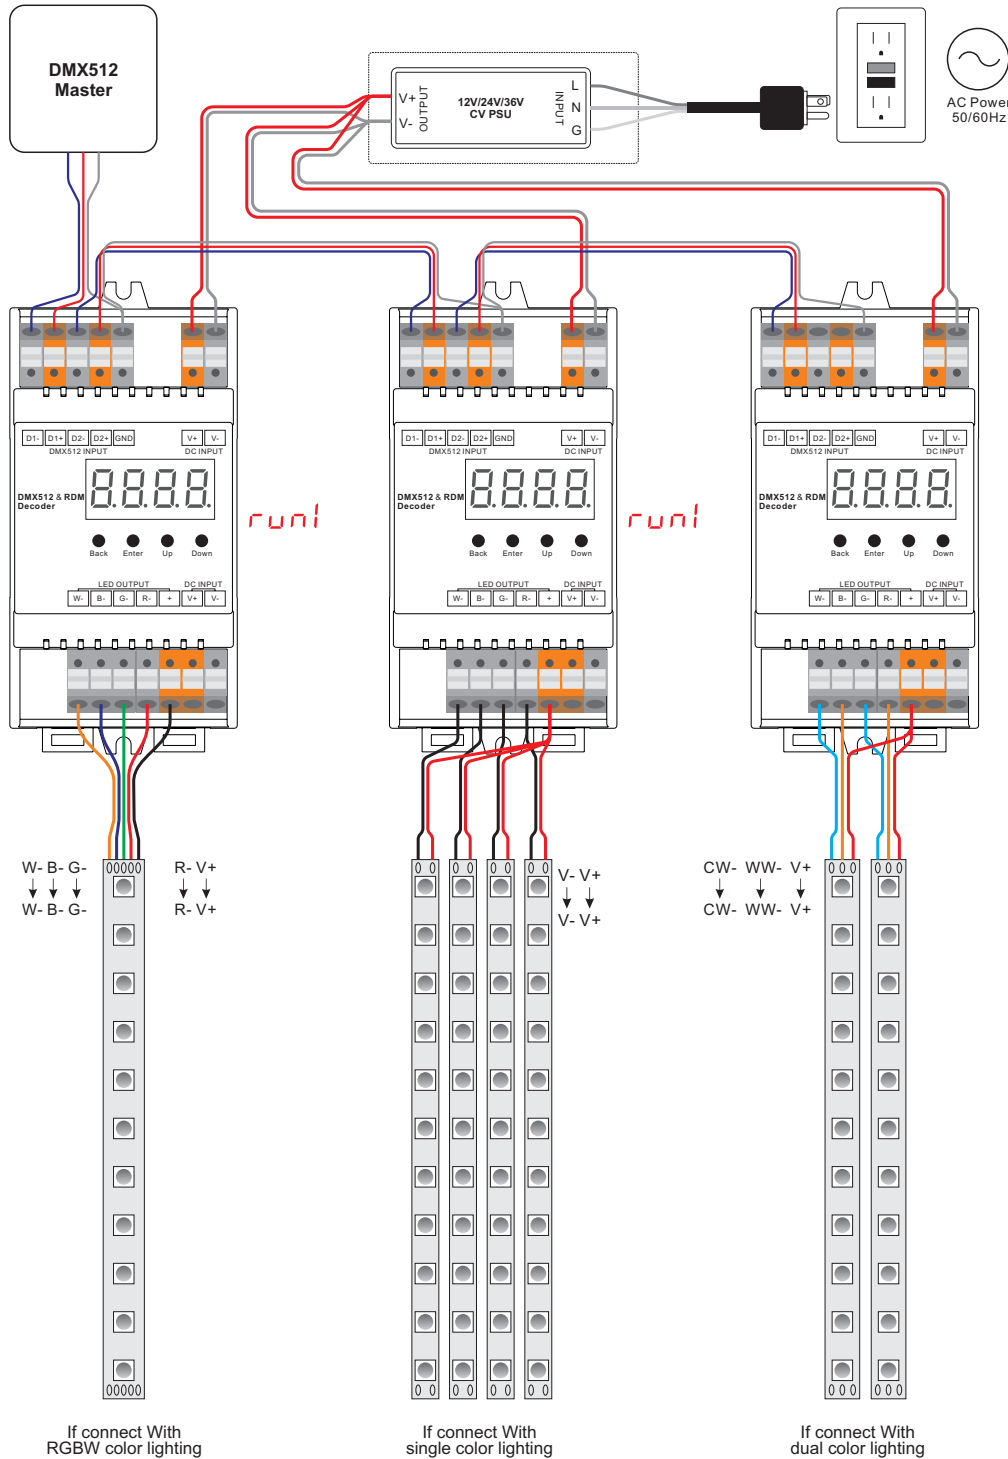 DMX512
Master
V+
V-
OUTPUT
12V/24V/36V
CV PSU
INPUT
L
N
G
AC Power
50/60Hz
D1- D1+ D2- D2+ GND V+ V-
DMX512 INPUT DC INPUT
DMX512 & RDM
Decoder
8.8.8.8.
run1
Back Enter Up Down
LED OUTPUT DC INPUT
W- B- G- R- + V+ V-
D1- D1+ D2- D2+ GND V+ V-
DMX512 INPUT DC INPUT
DMX512 & RDM
Decoder
8.8.8.8.
run1
Back Enter Up Down
LED OUTPUT DC INPUT
W- B- G- R- + V+ V-
D1- D1+ D2- D2+ GND V+ V-
DMX512 INPUT DC INPUT
DMX512 & RDM
Decoder
8.8.8.8.
Back Enter Up Down
LED OUTPUT DC INPUT
W- B- G- R- + V+ V-
W- B- G- R- V+
W- B- G- R- V+
V- V+
V- V+
CW- WW- V+
CW- WW- V+
If connect With
RGBW color lighting
If connect With
single color lighting
If connect With
dual color lighting